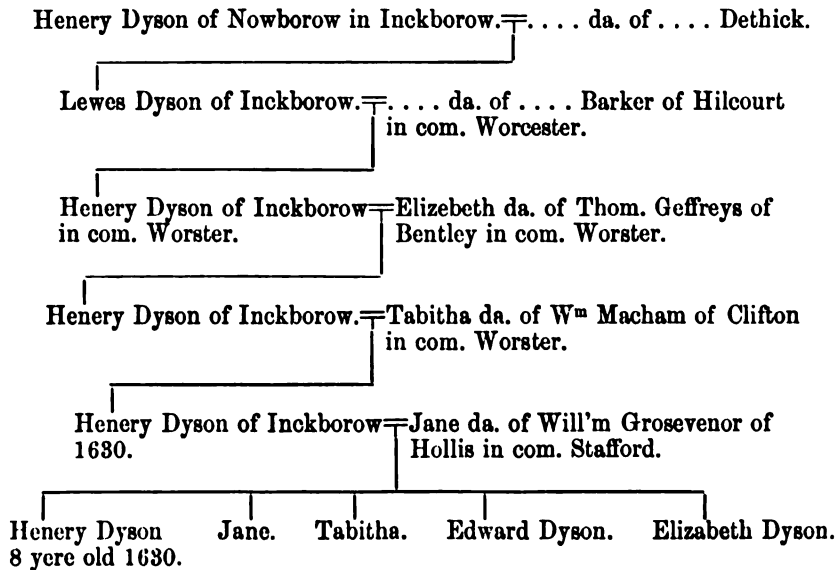 Henery Dyson of Nowborow in Inckborow.=. . . . da. of . . . . Dethick.
Lewes Dyson of Inckborow.=. . . . da. of . . . . Barker of Hilcourt
in com. Worcester.
Henery Dyson of Inckborow=Elizebeth da. of Thom. Geffreys of
in com. Worster. Bentley in com. Worster.
Henery Dyson of Inckborow.=Tabitha da. of Wᵐ Macham of Clifton
in com. Worster.
Henery Dyson of Inckborow=Jane da. of Will'm Grosevenor of
1630. Hollis in com. Stafford.
Henery Dyson Jane. Tabitha. Edward Dyson. Elizabeth Dyson.
8 yere old 1630.